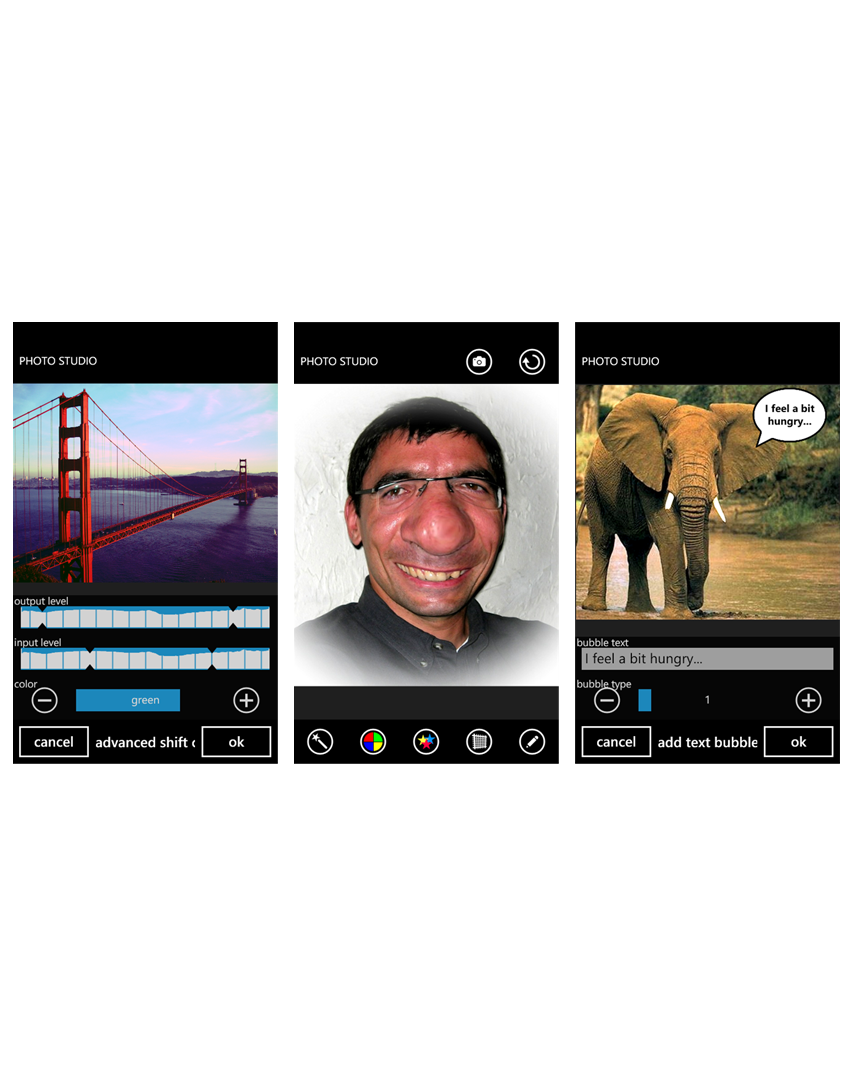 PHOTO STUDIO
output level
input level
color
green
cancel
advanced shift
ok
PHOTO STUDIO
PHOTO STUDIO
I feel a bit
hungry...
bubble text
I feel a bit hungry...
bubble type
1
cancel
add text bubble
ok